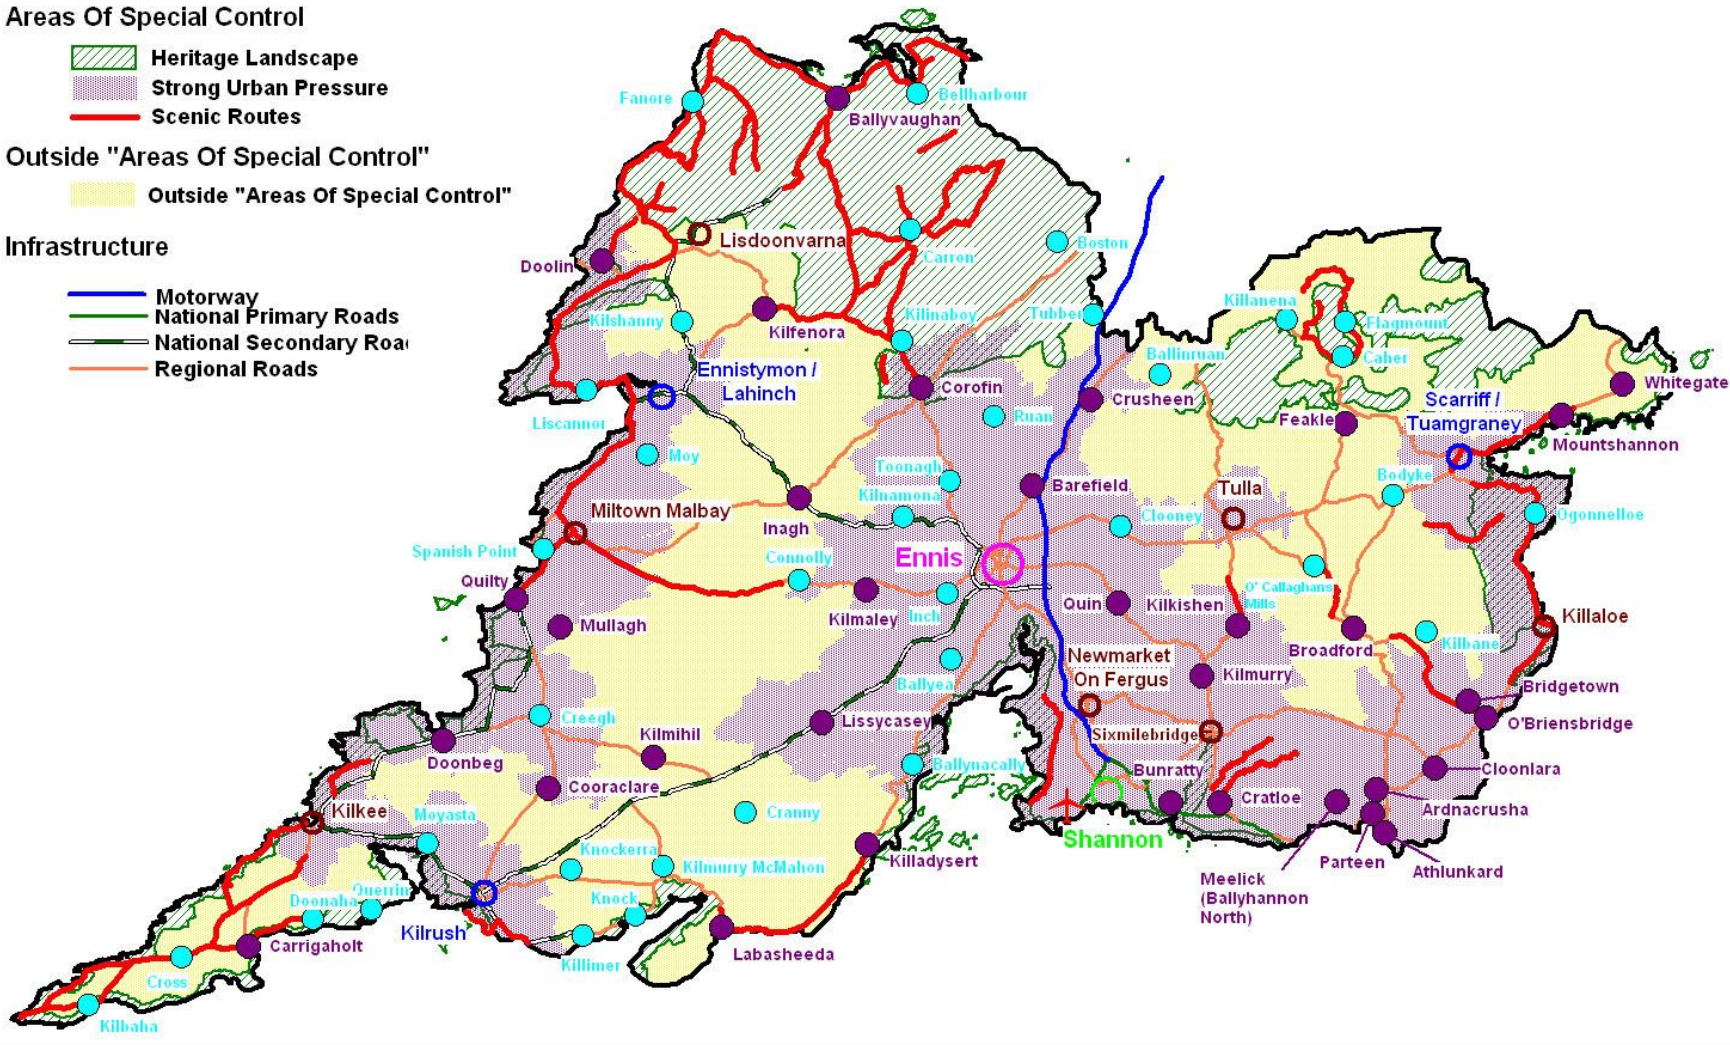 Areas Of Special Control
Heritage Landscape
Strong Urban Pressure
Scenic Routes
Outside "Areas Of Special Control"
Outside "Areas Of Special Control"
Infrastructure
Motorway
National Primary Roads
National Secondary Roa
Regional Roads
Fanore
Bellharbour
Ballyvaughan
Lisdoonvarna
Doolin
Carron
Boston
Kilshanny
Kilfenora
Kilinaboy
Tubber
Killanena
Flagmount
Caher
Ballinruan
Ennistymon /
Lahinch
Corofin
Crusheen
Whitegate
Scarriff /
Tuamgraney
Liscannor
Ruan
Feakle
Mountshannon
Moy
Toonagh
Kilnamona
Barefield
Bodyke
Tulla
Miltown Malbay
Inagh
Clooney
Ogonnelloe
Spanish Point
Connolly
Ennis
Quilty
Mullagh
Kilmaley
Inch
Quin
Kilkishen
O' Callaghans
Mills
Killaloe
Broadford
Kilbane
Newmarket
On Fergus
Ballyea
Kilmurry
Bridgetown
O'Briensbridge
Creegh
Lissycasey
Kilmihil
Sixmilebridge
Doonbeg
Ballynacally
Bunratty
Cloonlara
Cooraclare
Cratloe
Ardnacrusha
Kilkee
Moyasta
Cranny
Shannon
Parteen
Athlunkard
Knockerra
Kilmurry McMahon
Killadysert
Meelick
(Ballyhannon
North)
Querrin
Doonaha
Knock
Kilrush
Carrigaholt
Labasheeda
Killimer
Cross
Kilbaha